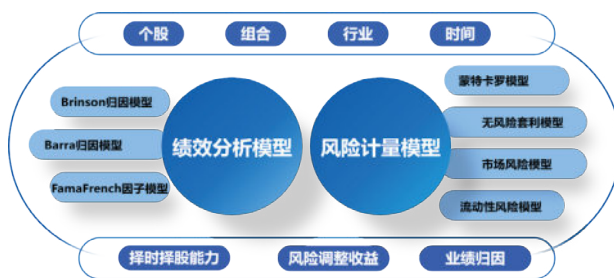 个股
组合
行业
时间
Brinson归因模型
Barra归因模型
FamaFrench因子模型
绩效分析模型
风险计量模型
蒙特卡罗模型
无风险套利模型
市场风险模型
流动性风险模型
择时择股能力
风险调整收益
业绩归因